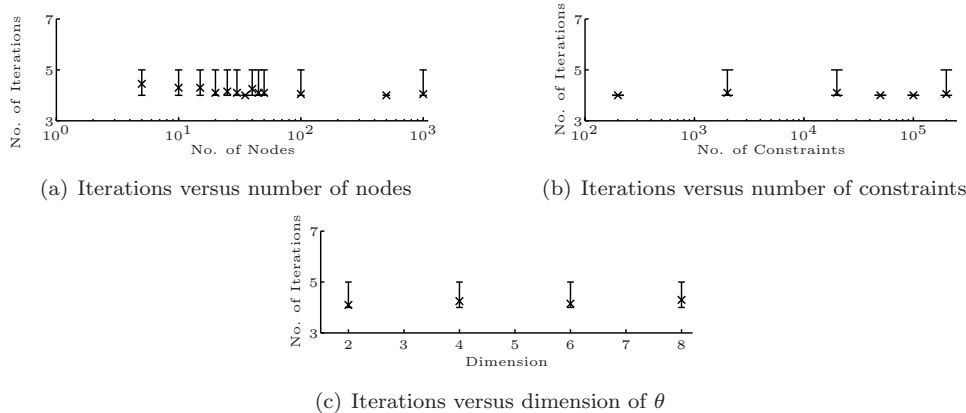 7
5
3
No. of Iterations
10^0 10^1 10^2 10^3
No. of Nodes
(a) Iterations versus number of nodes
7
5
3
No. of Iterations
10^2 10^3 10^4 10^5
No. of Constraints
(b) Iterations versus number of constraints
7
5
3
No. of Iterations
2 3 4 5 6 7 8
Dimension
(c) Iterations versus dimension of θ